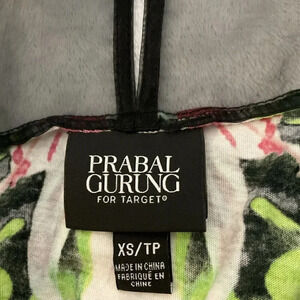 PRABAL
GURUNG
FOR TARGET®
XS/TP
MADE IN CHINA
FABRIQUÉ EN
CHINE